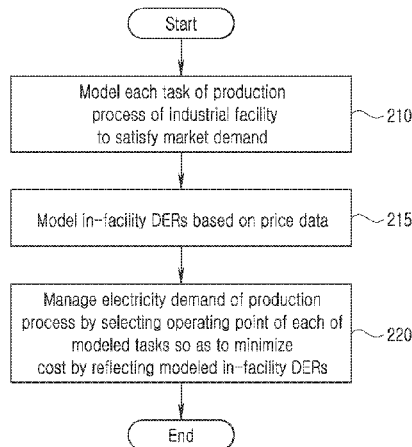 Start
Model each task of production
process of industrial facility
to satisfy market demand
210
Model in-facility DERs based on price data
215
Manage electricity demand of production
process by selecting operating point of each of
modeled tasks so as to minimize
cost by reflecting modeled in-facility DERs
220
End